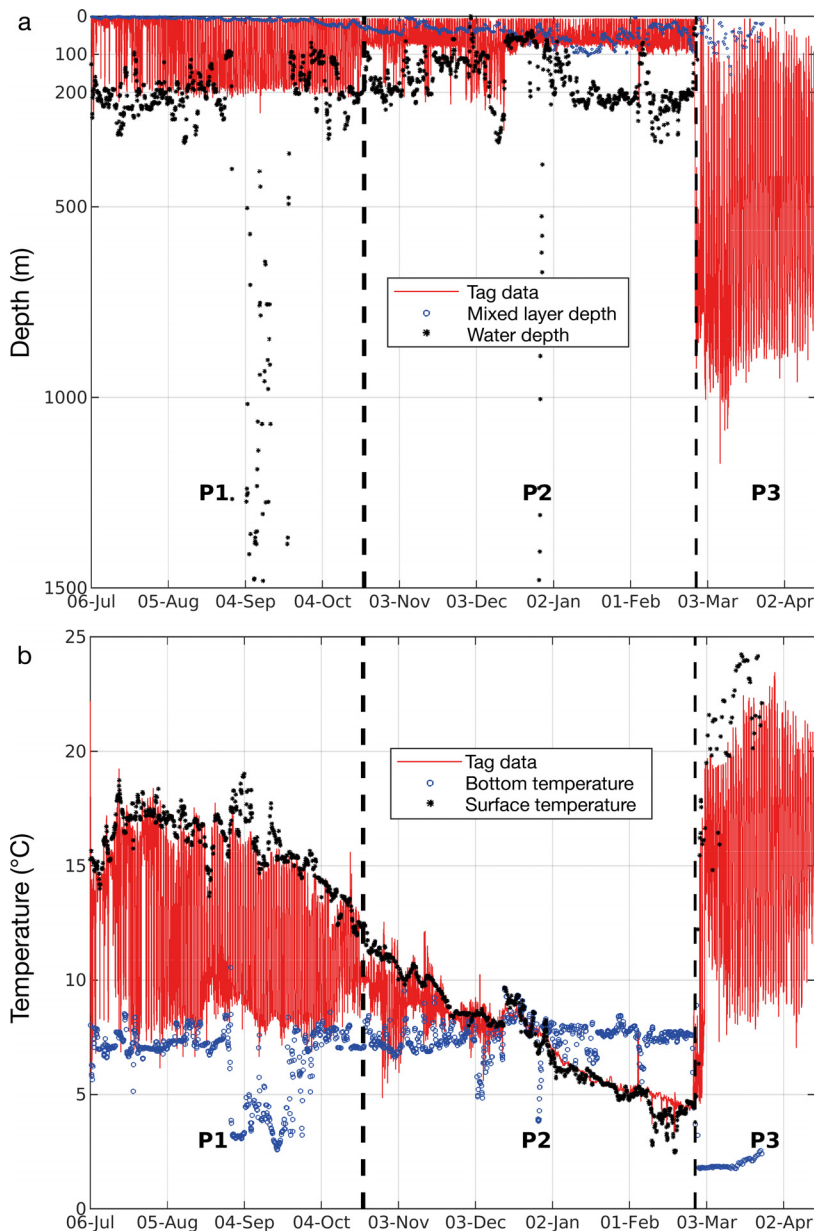 a
0
100
200
500
1000
1500
Depth (m)
Tag data
Mixed layer depth
Water depth
P1
P2
P3
06-Jul 05-Aug 04-Sep 04-Oct 03-Nov 03-Dec 02-Jan 01-Feb 03-Mar 02-Apr
b
25
20
15
10
5
0
Temperature (°C)
Tag data
Bottom temperature
Surface temperature
P1
P2
P3
06-Jul 05-Aug 04-Sep 04-Oct 03-Nov 03-Dec 02-Jan 01-Feb 03-Mar 02-Apr